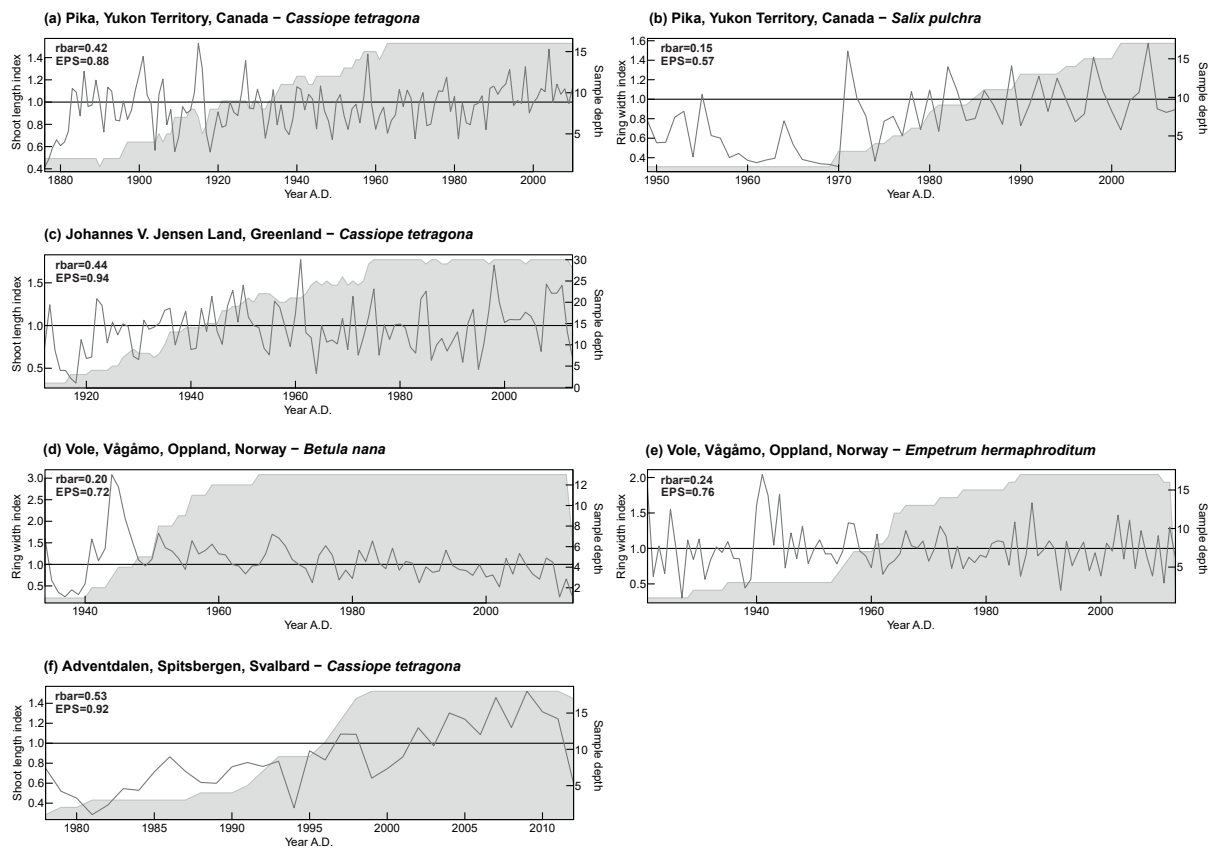 (a) Pika, Yukon Territory, Canada − Cassiope tetragona
rbar=0.42
EPS=0.88
Shoot length index
1.4
1.2
1.0
0.8
0.6
0.4
15
10
5
Sample depth
1880 1900 1920 1940 1960 1980 2000
Year A.D.
(b) Pika, Yukon Territory, Canada − Salix pulchra
rbar=0.15
EPS=0.57
Ring width index
1.6
1.4
1.2
1.0
0.8
0.6
0.4
15
10
5
Sample depth
1950 1960 1970 1980 1990 2000
Year A.D.
(c) Johannes V. Jensen Land, Greenland − Cassiope tetragona
rbar=0.44
EPS=0.94
Shoot length index
1.5
1.0
0.5
30
25
20
15
10
5
0
Sample depth
1920 1940 1960 1980 2000
Year A.D.
(d) Vole, Vågåmo, Oppland, Norway − Betula nana
rbar=0.20
EPS=0.72
Ring width index
3.0
2.5
2.0
1.5
1.0
0.5
12
10
8
6
4
2
Sample depth
1940 1960 1980 2000
Year A.D.
(e) Vole, Vågåmo, Oppland, Norway − Empetrum hermaphroditum
rbar=0.24
EPS=0.76
Ring width index
2.0
1.5
1.0
0.5
15
10
5
Sample depth
1940 1960 1980 2000
Year A.D.
(f) Adventdalen, Spitsbergen, Svalbard − Cassiope tetragona
rbar=0.53
EPS=0.92
Shoot length index
1.4
1.2
1.0
0.8
0.6
0.4
15
10
5
Sample depth
1980 1985 1990 1995 2000 2005 2010
Year A.D.